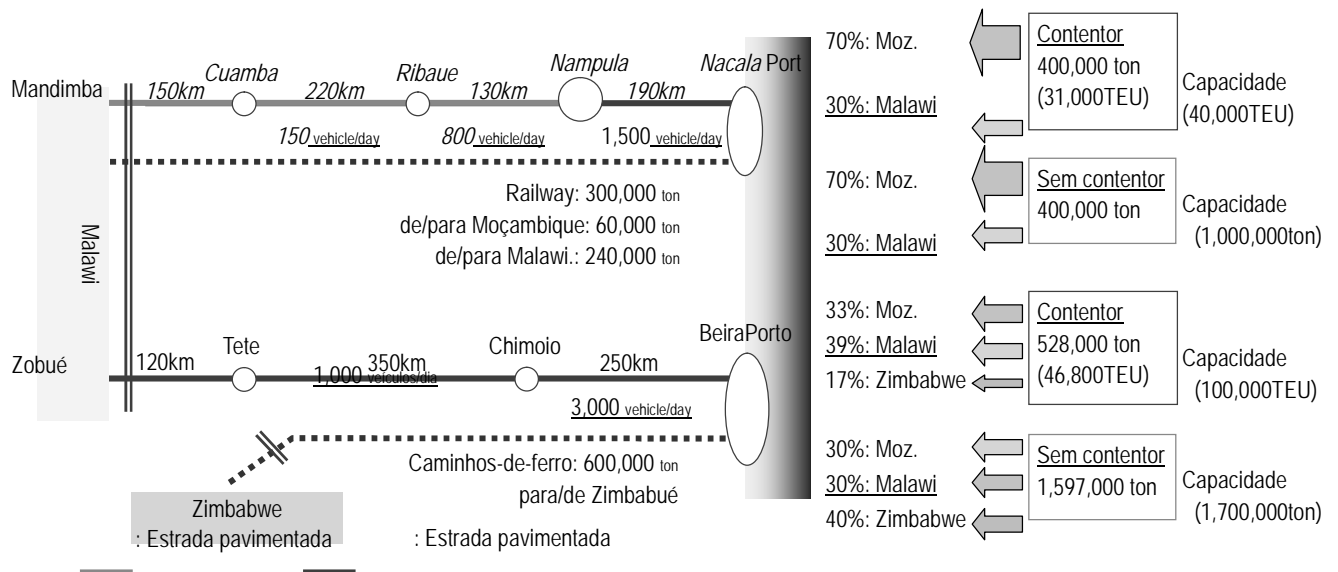 Mandimba
150km
Cuamba
220km
Ribaue
130km
Nampula
190km
Nacala Port
150 vehicle/day
800 vehicle/day
1,500 vehicle/day
Railway: 300,000 ton
de/para Moçambique: 60,000 ton
de/para Malawi.: 240,000 ton
Malawi
Zobué
120km
Tete
350km
1,000 veículos/dia
Chimoio
250km
BeiraPorto
3,000 vehicle/day
Caminhos-de-ferro: 600,000 ton
para/de Zimbabué
Zimbabwe
: Estrada pavimentada
: Estrada pavimentada
70%: Moz.
30%: Malawi
Contentor
400,000 ton
(31,000TEU)
Capacidade
(40,000TEU)
70%: Moz.
30%: Malawi
Sem contentor
400,000 ton
Capacidade
(1,000,000ton)
33%: Moz.
39%: Malawi
17%: Zimbabwe
Contentor
528,000 ton
(46,800TEU)
Capacidade
(100,000TEU)
30%: Moz.
30%: Malawi
40%: Zimbabwe
Sem contentor
1,597,000 ton
Capacidade
(1,700,000ton)